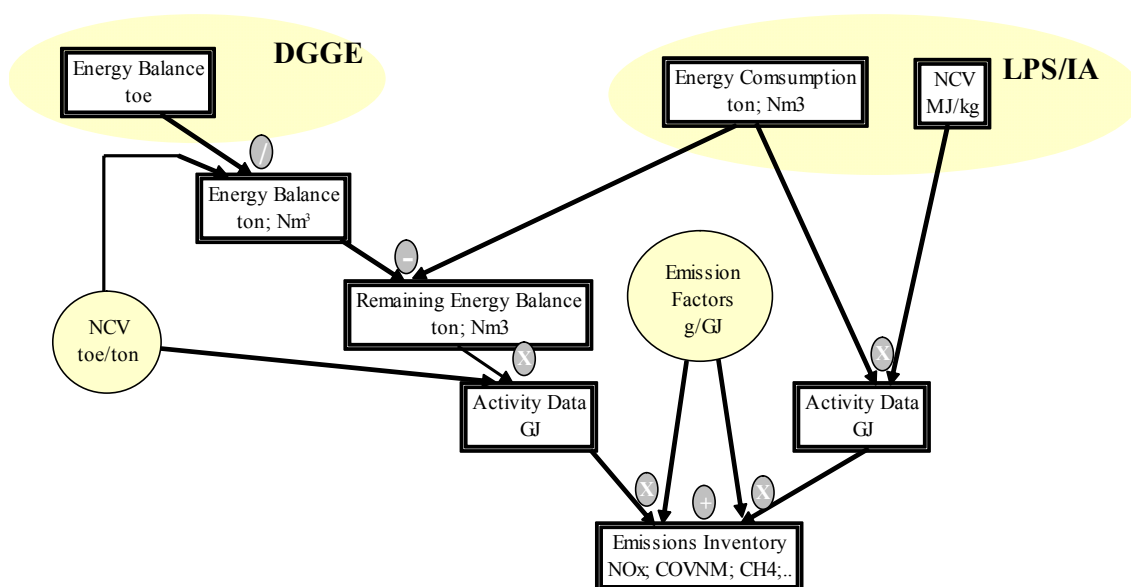 DGGE
Energy Balance
toe
Energy Comsumption
ton; Nm3
NCV
MJ/kg
LPS/IA
/
Energy Balance
ton; Nm³
-
Remaining Energy Balance
ton; Nm3
Emission
Factors
g/GJ
NCV
toe/ton
X
X
Activity Data
GJ
Activity Data
GJ
X
+
X
Emissions Inventory
NOx; COVNM; CH4;..